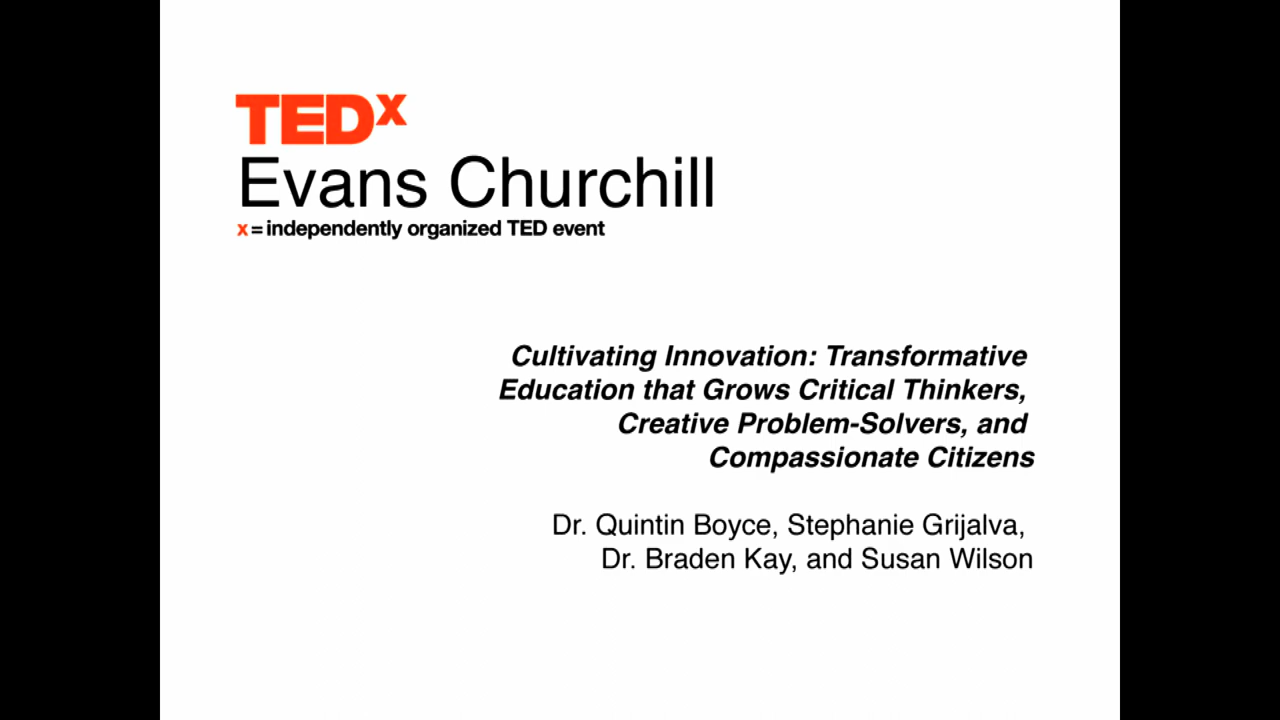 TEDx
Evans Churchill
x = independently organized TED event
Cultivating Innovation: Transformative
Education that Grows Critical Thinkers,
Creative Problem-Solvers, and
Compassionate Citizens
Dr. Quintin Boyce, Stephanie Grijalva,
Dr. Braden Kay, and Susan Wilson